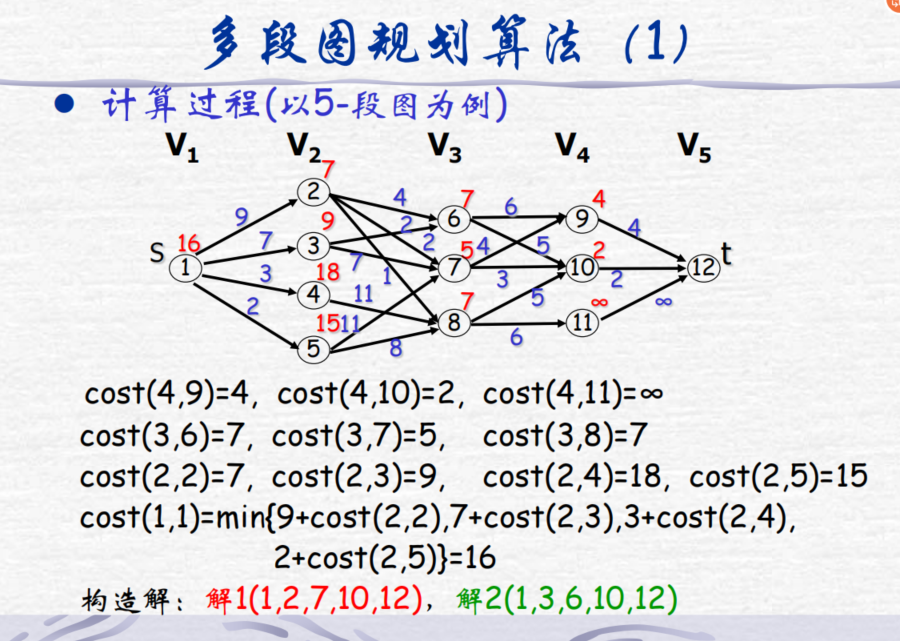 多段图规划算法 (1)
● 计算过程(以5-段图为例)
V1 V2 V3 V4 V5
7
2 4 7 4
9 6 6 9
9 2 4
S 16 7 3 2 5 4 5 2 t
1 7 7 10 12
3 18 1 3 2
4 11 7 5 ∞ ∞
2 15 11 8 11
5 8 6
cost(4,9)=4, cost(4,10)=2, cost(4,11)=∞
cost(3,6)=7, cost(3,7)=5, cost(3,8)=7
cost(2,2)=7, cost(2,3)=9, cost(2,4)=18, cost(2,5)=15
cost(1,1)=min{9+cost(2,2),7+cost(2,3),3+cost(2,4),
2+cost(2,5)}=16
构造解: 解1(1,2,7,10,12), 解2(1,3,6,10,12)